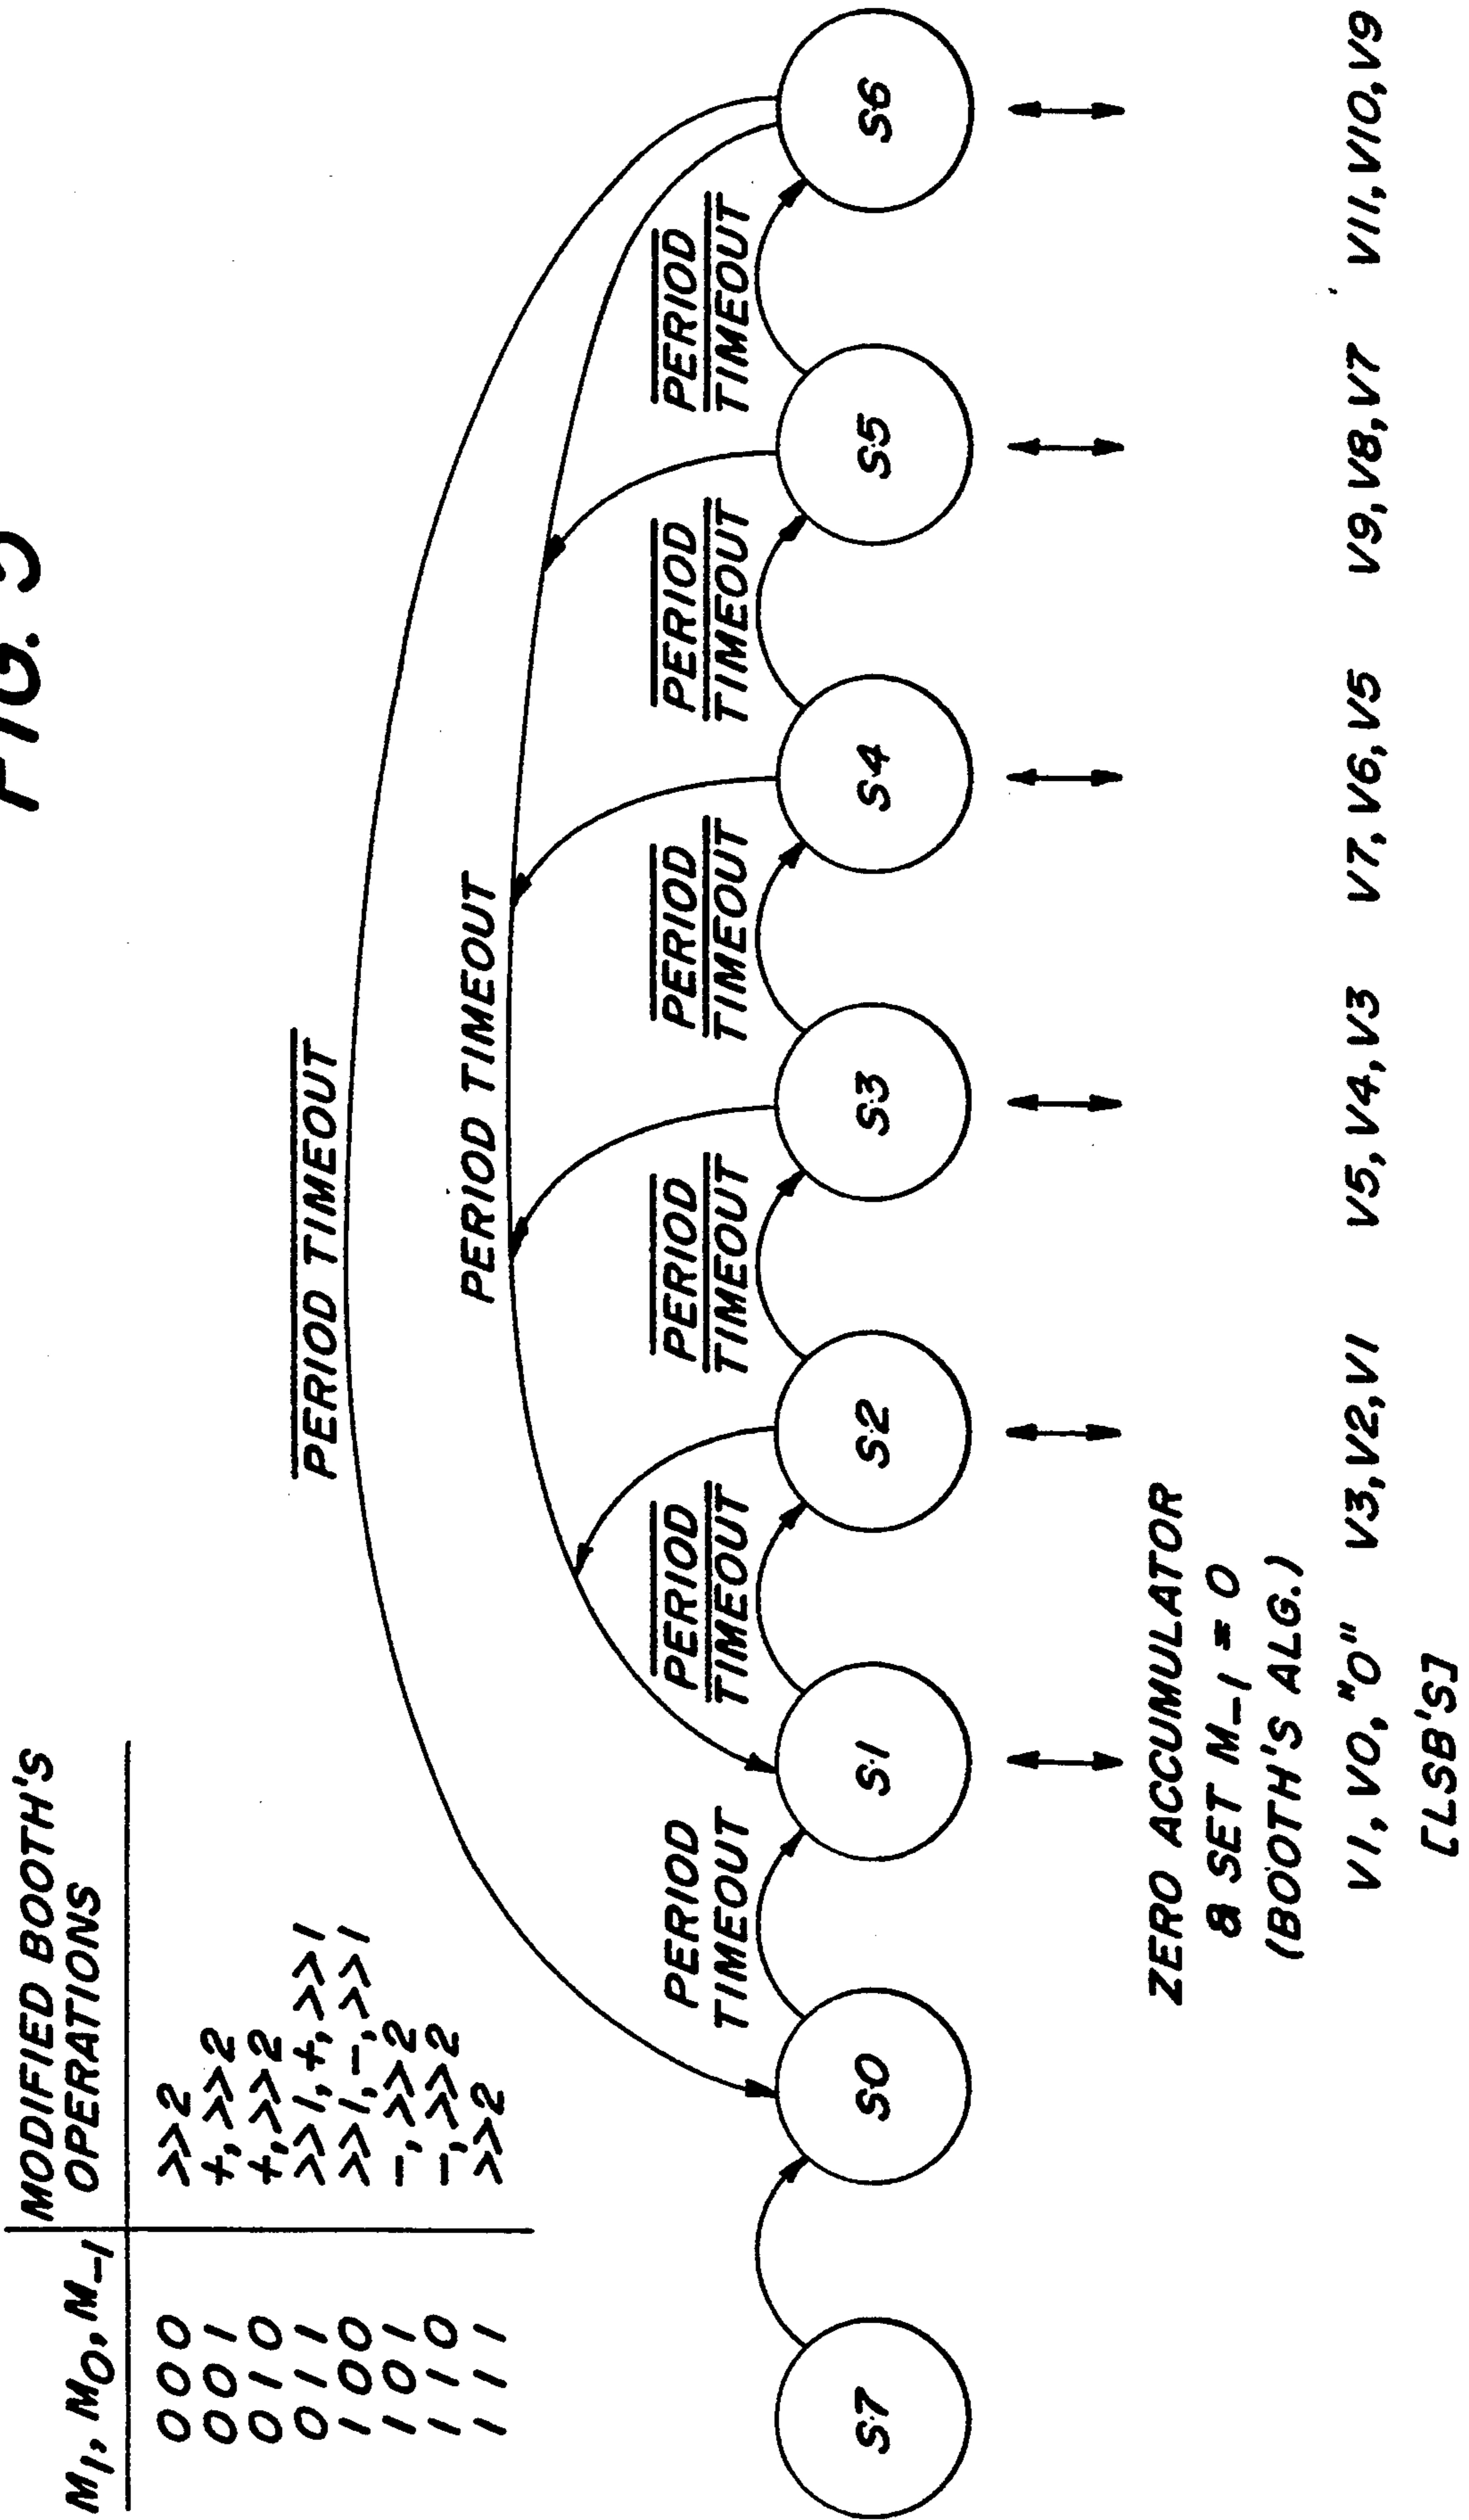 FIG. 9
M1, M0, M-1 MODIFIED BOOTH'S
OPERATIONS
000 >>2
001 +, >>2
010 +, >>2
011 >>1, +, >>1
100 >>1, -, >>1
101 -, >>2
110 -, >>2
111 >>2
PERIOD TIMEOUT
PERIOD TIMEOUT
PERIOD
TIMEOUT
PERIOD
TIMEOUT
PERIOD
TIMEOUT
PERIOD
TIMEOUT
PERIOD
TIMEOUT
PERIOD
TIMEOUT
S7
S0
S1
S2
S3
S4
S5
S6
ZERO ACCUMULATOR
& SET M-1 = 0
(BOOTH'S ALG.)
V1, V0, "0" V3, V2, V1 V5, V4, V3 V7, V6, V5 V9, V8, V7 V11, V10, V9
[LSB'S]